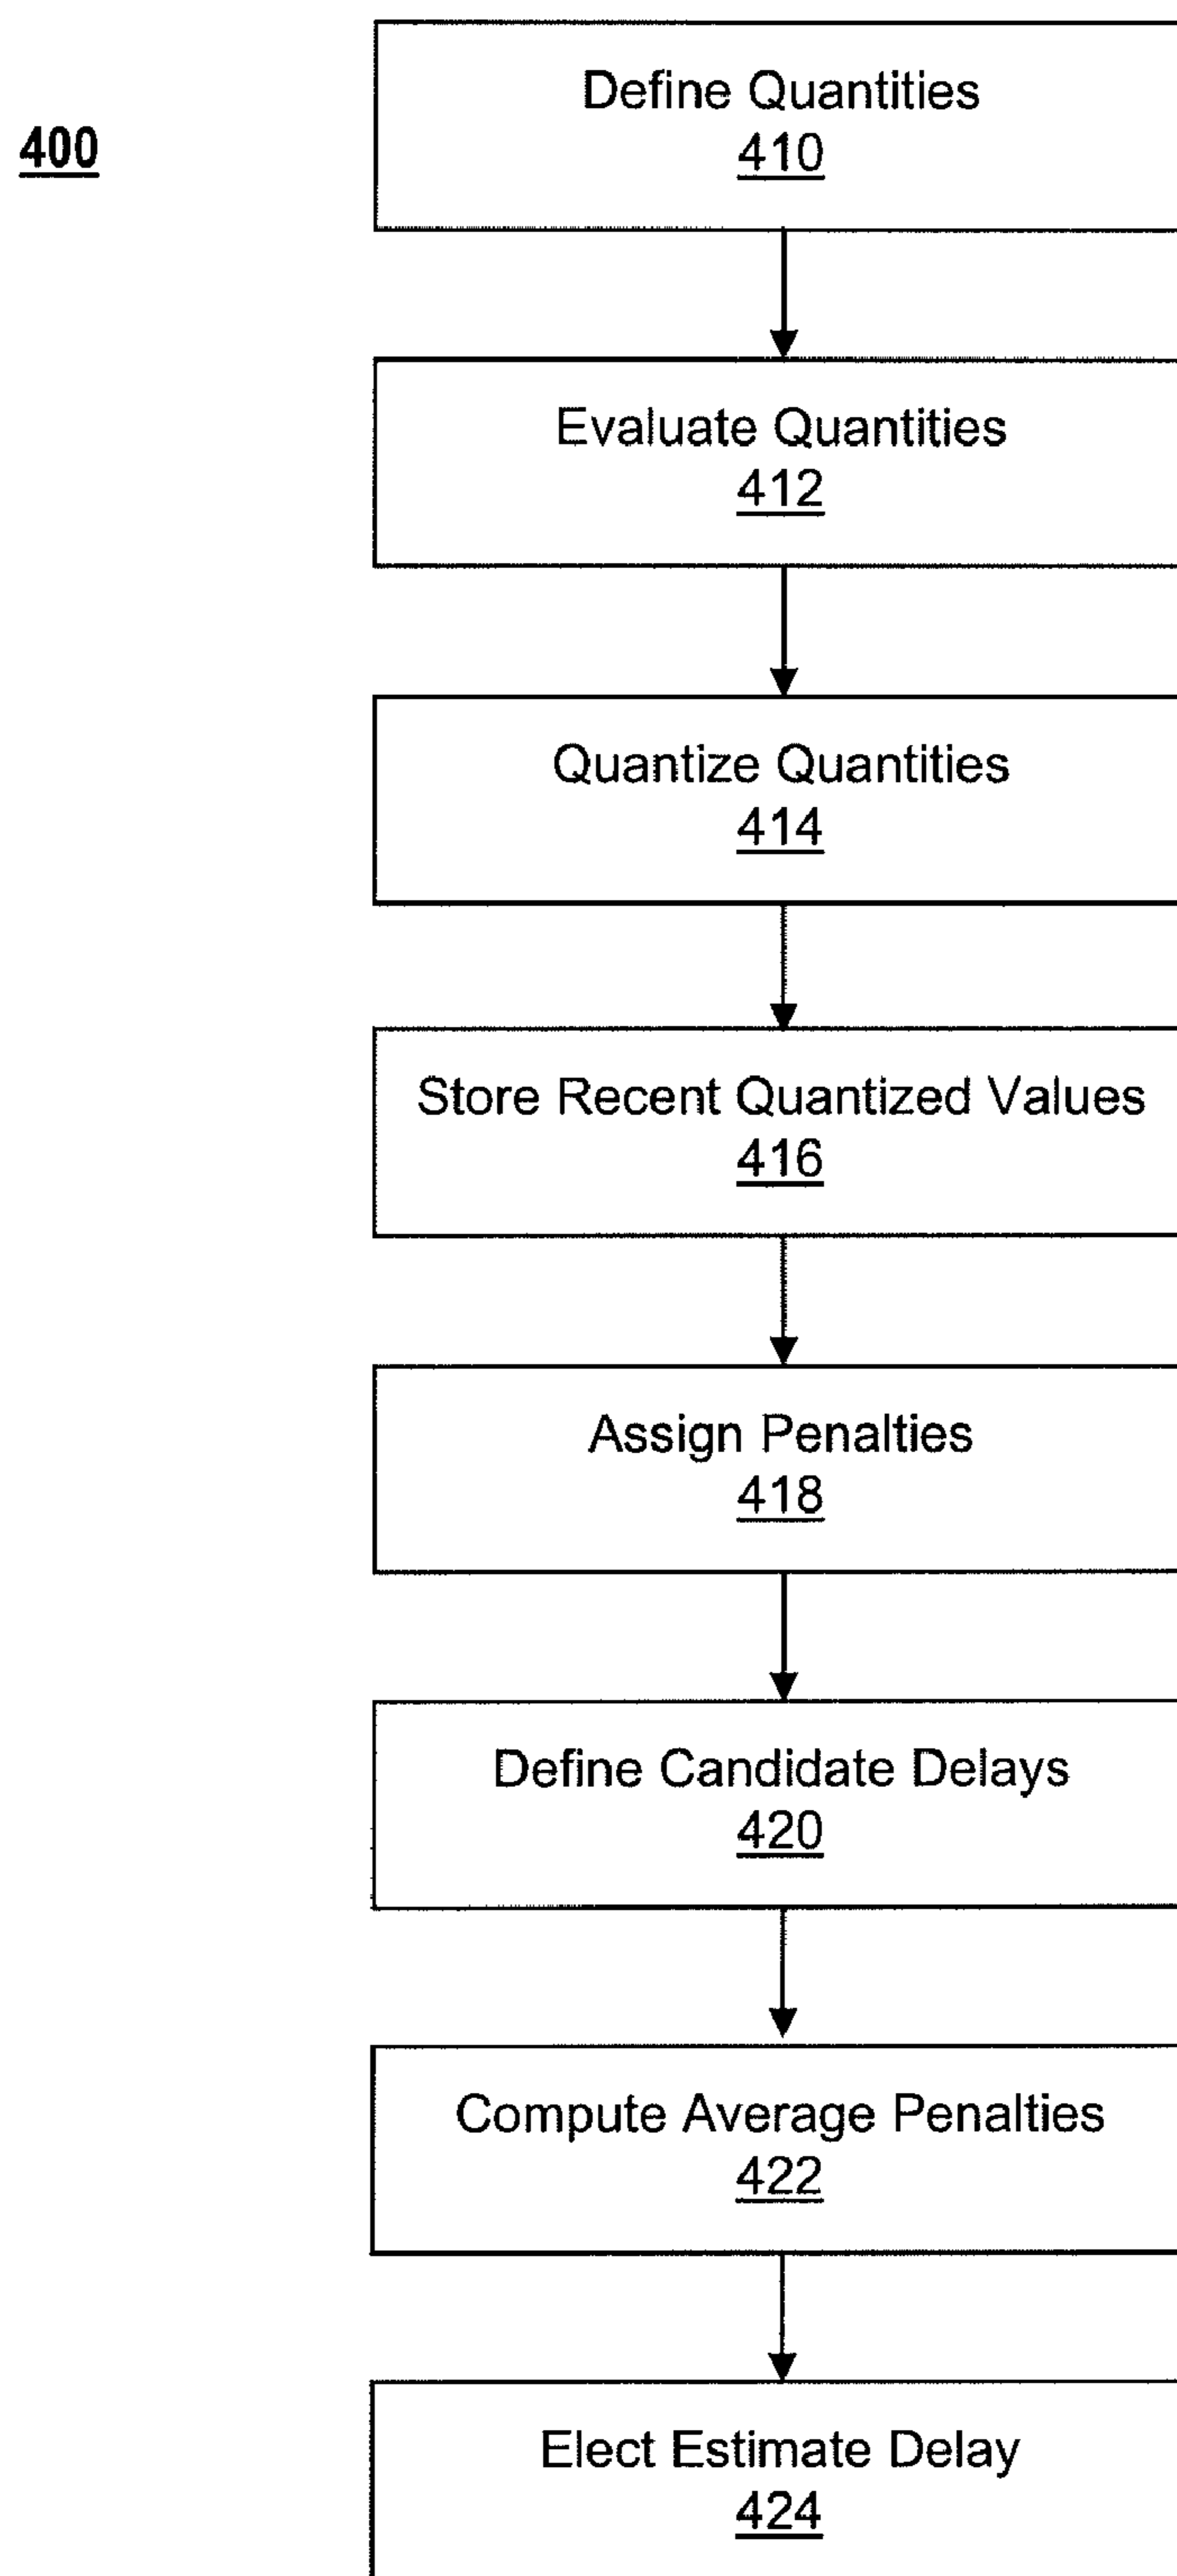 400
Define Quantities
410
Evaluate Quantities
412
Quantize Quantities
414
Store Recent Quantized Values
416
Assign Penalties
418
Define Candidate Delays
420
Compute Average Penalties
422
Elect Estimate Delay
424